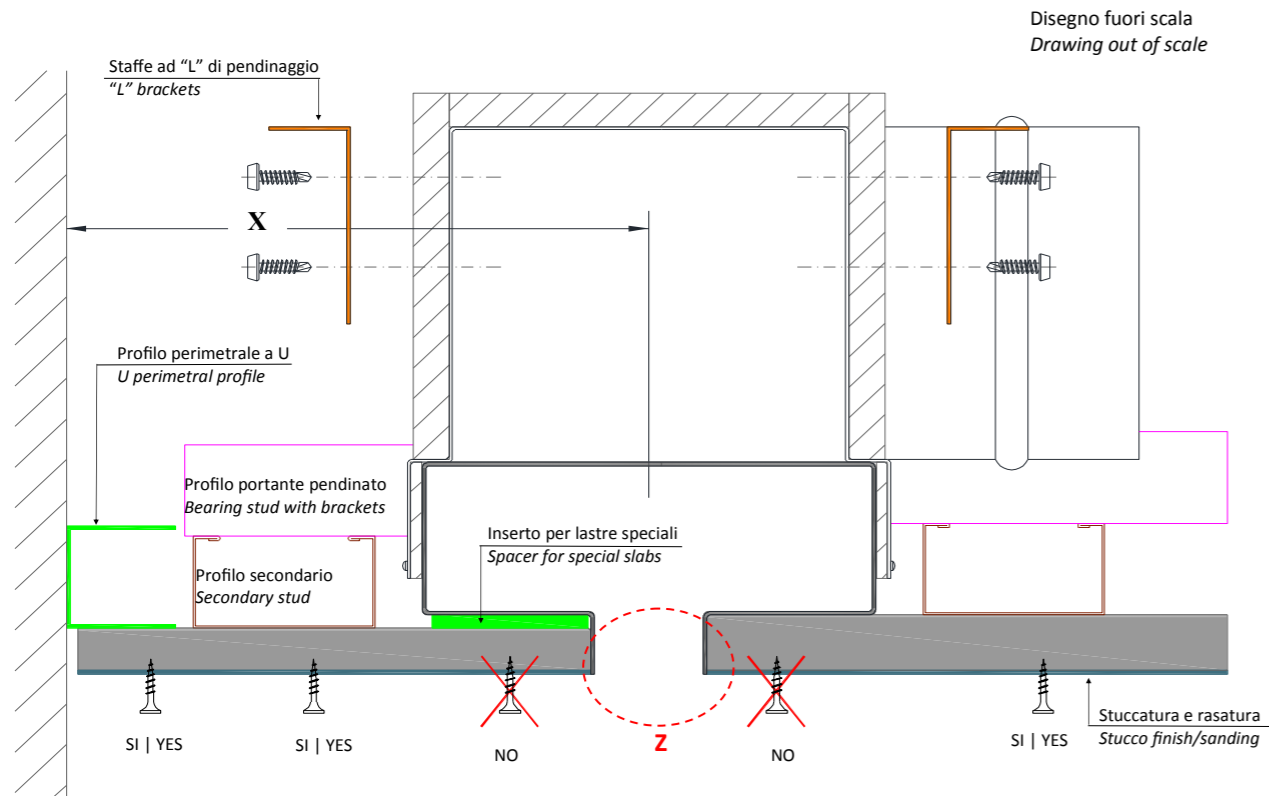 Disegno fuori scala
Drawing out of scale
Staffe ad “L” di pendinaggio
“L” brackets
X
Profilo perimetrale a U
U perimetral profile
Profilo portante pendinato
Bearing stud with brackets
Inserto per lastre speciali
Spacer for special slabs
Profilo secondario
Secondary stud
SI | YES
SI | YES
NO
Z
NO
SI | YES
Stuccatura e rasatura
Stucco finish/sanding